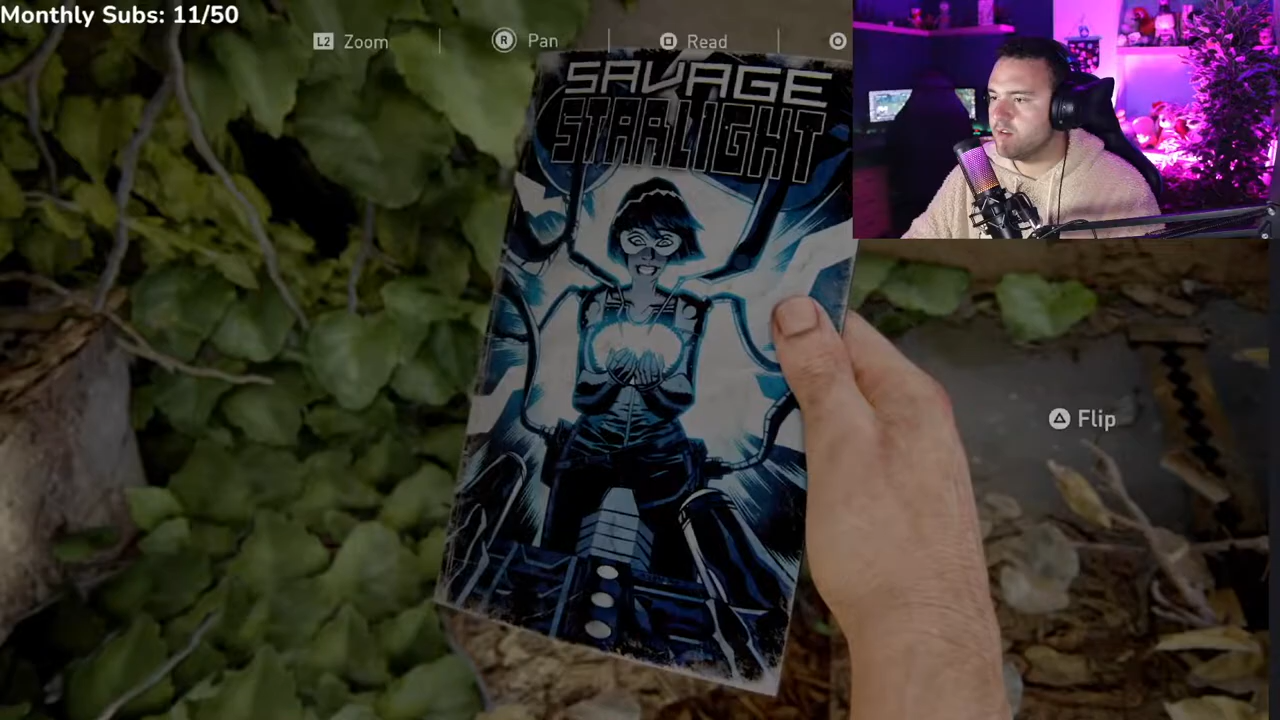 Monthly Subs: 11/50
L2 Zoom
R Pan
Read
SAVAGE
STARLIGHT
Flip